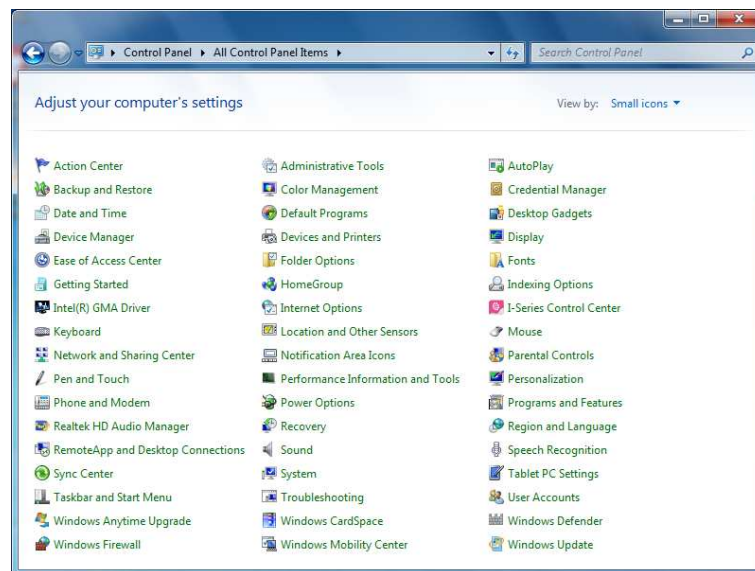 Control Panel All Control Panel Items Search Control Panel
Adjust your computer's settings View by: Small icons
Action Center Administrative Tools AutoPlay
Backup and Restore Color Management Credential Manager
Date and Time Default Programs Desktop Gadgets
Device Manager Devices and Printers Display
Ease of Access Center Folder Options Fonts
Getting Started HomeGroup Indexing Options
Intel(R) GMA Driver Internet Options I-Series Control Center
Keyboard Location and Other Sensors Mouse
Network and Sharing Center Notification Area Icons Parental Controls
Pen and Touch Performance Information and Tools Personalization
Phone and Modem Power Options Programs and Features
Realtek HD Audio Manager Recovery Region and Language
RemoteApp and Desktop Connections Sound Speech Recognition
Sync Center System Tablet PC Settings
Taskbar and Start Menu Troubleshooting User Accounts
Windows Anytime Upgrade Windows CardSpace Windows Defender
Windows Firewall Windows Mobility Center Windows Update